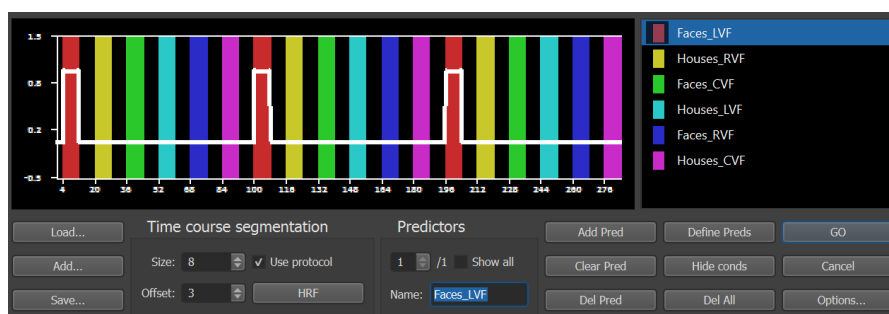 1.5
0.8
0.2
-0.5
4 20 36 52 68 84 100 116 132 148 164 180 196 212 228 244 260 276
Faces_LVF
Houses_RVF
Faces_CVF
Houses_LVF
Faces_RVF
Houses_CVF
Load...
Add...
Save...
Time course segmentation
Size: 8 Use protocol
Offset: 3 HRF
Predictors
1 /1 Show all
Name: Faces_LVF
Add Pred Define Preds GO
Clear Pred Hide conds Cancel
Del Pred Del All Options...